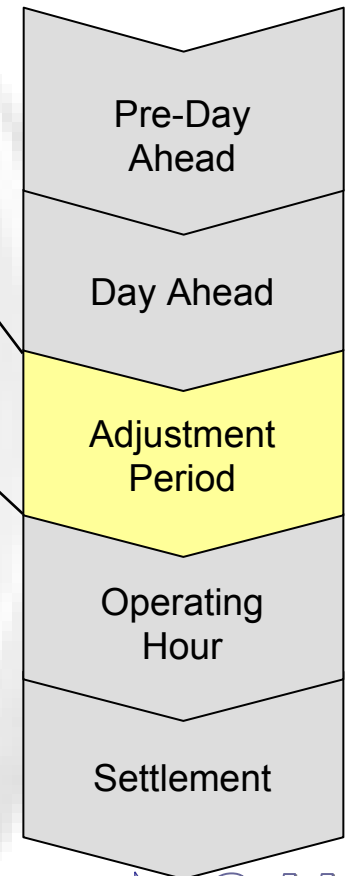 Pre-Day
Ahead
Day Ahead
Adjustment
Period
Operating
Hour
Settlement